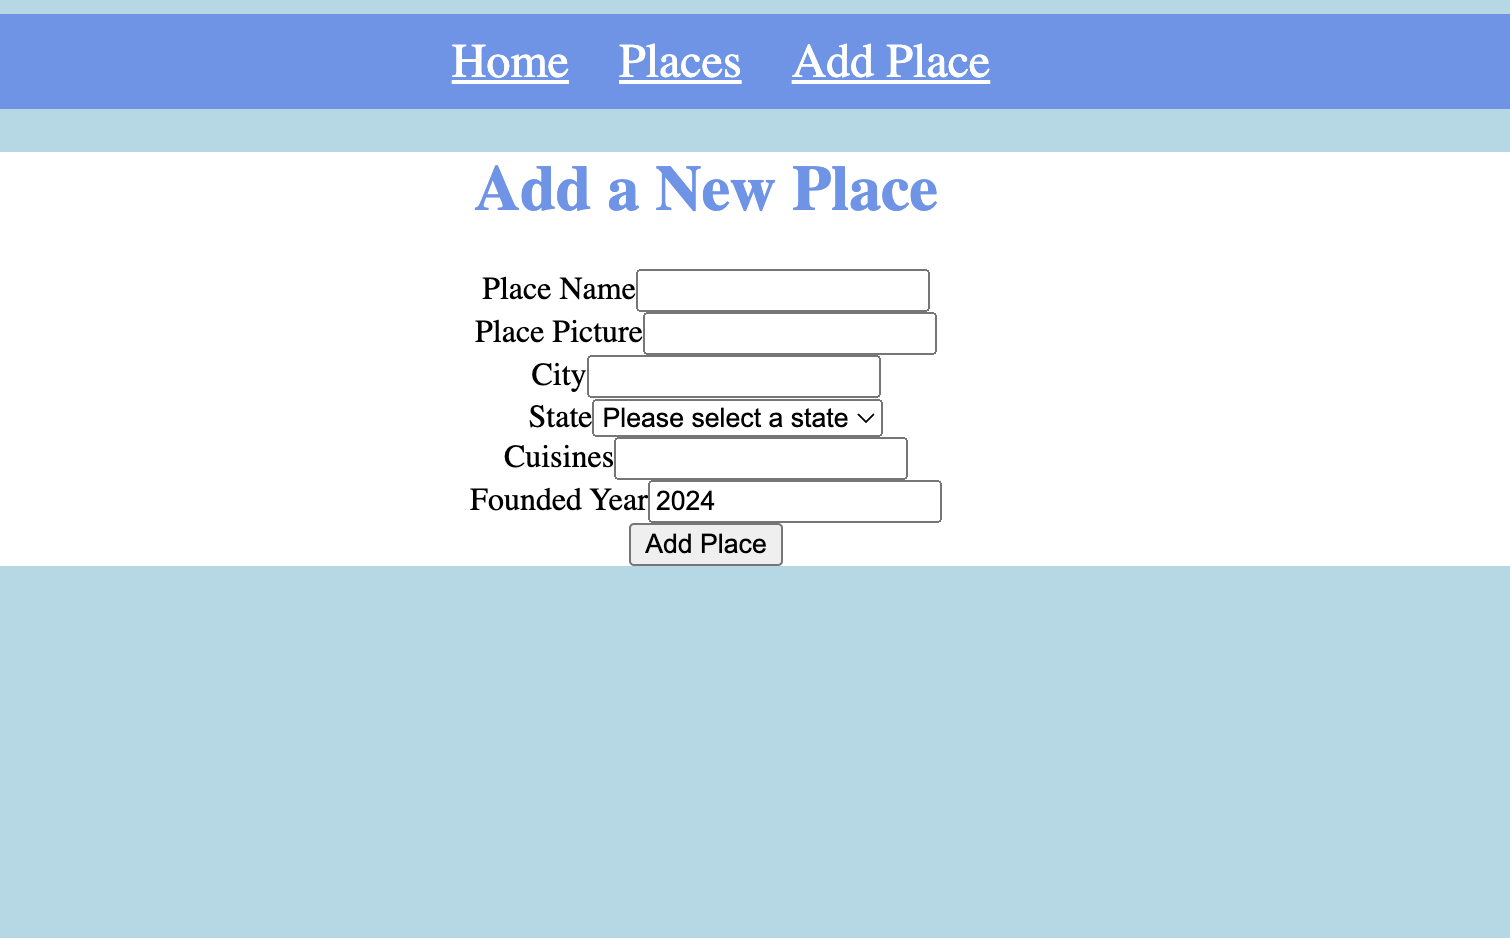 Home Places Add Place
Add a New Place
Place Name
Place Picture
City
State Please select a state
Cuisines
Founded Year 2024
Add Place